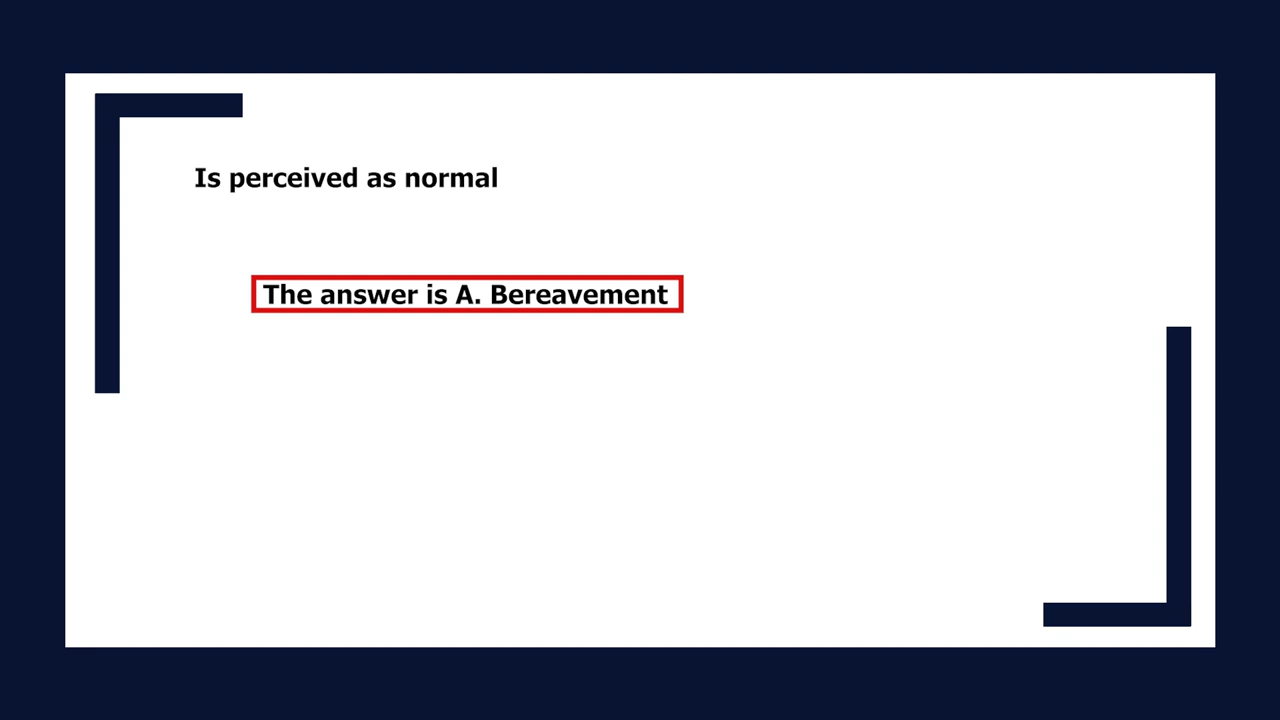 Is perceived as normal
The answer is A. Bereavement